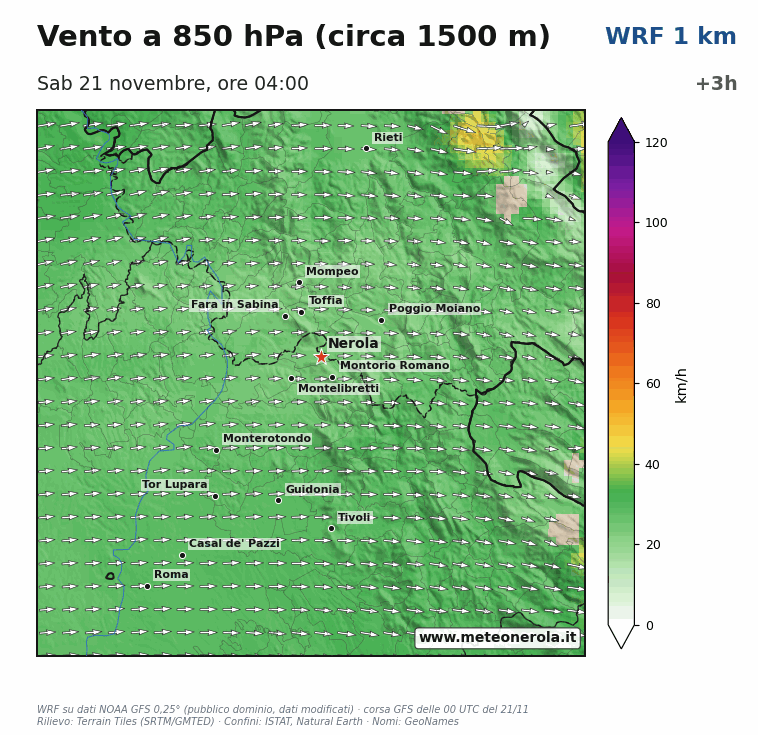 Vento a 850 hPa (circa 1500 m)
WRF 1 km
Sab 21 novembre, ore 04:00
+3h
Rieti
Mompeo
Fara in Sabina
Toffia
Poggio Moiano
Nerola
Montorio Romano
Montelibretti
Monterotondo
Tor Lupara
Guidonia
Tivoli
Casal de' Pazzi
Roma
www.meteonerola.it
120
100
80
60
40
20
0
km/h
WRF su dati NOAA GFS 0,25° (pubblico dominio, dati modificati) · corsa GFS delle 00 UTC del 21/11
Rilievo: Terrain Tiles (SRTM/GMTED) · Confini: ISTAT, Natural Earth · Nomi: GeoNames